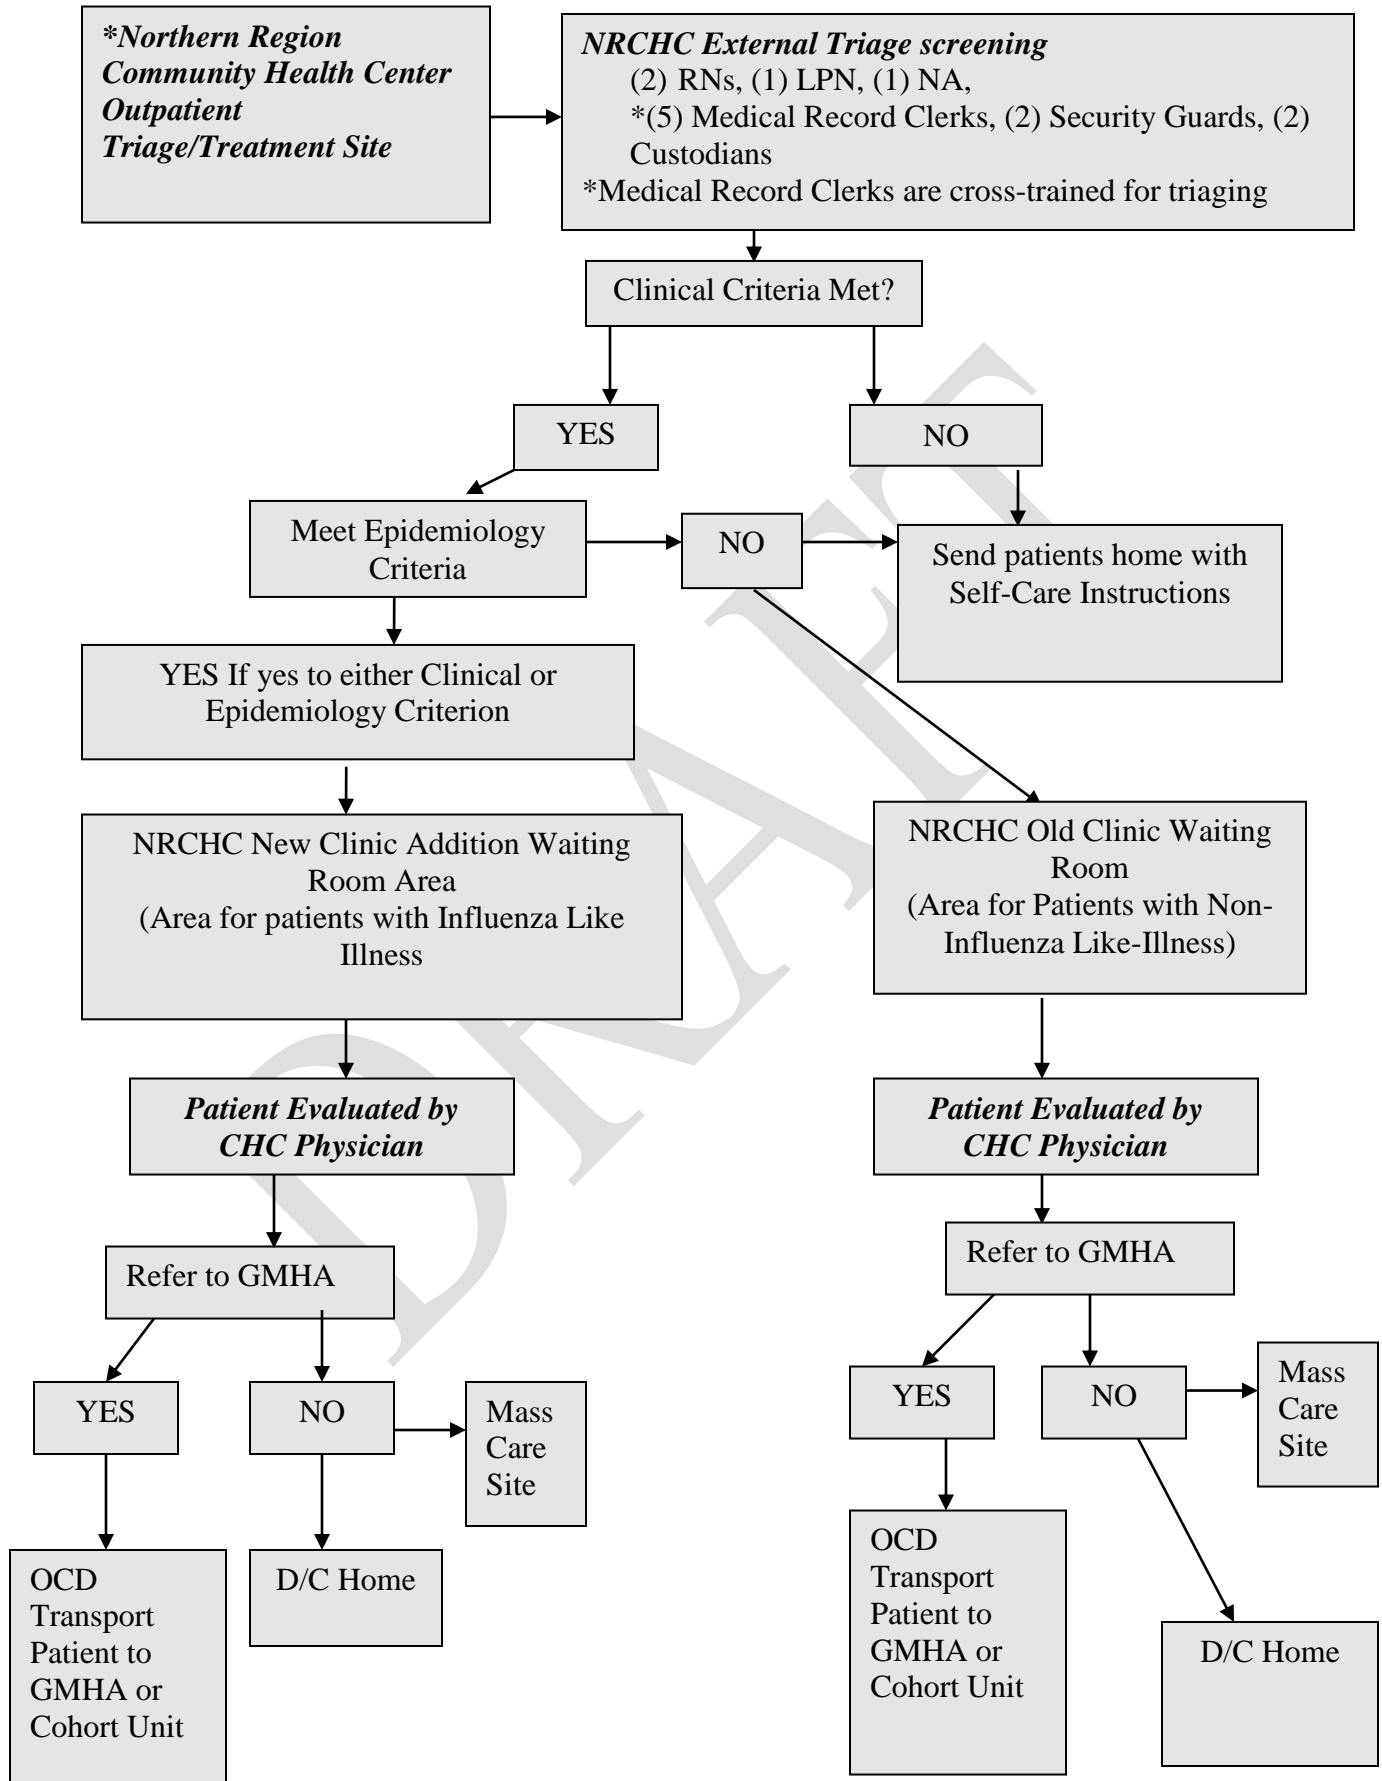 *Northern Region
Community Health Center
Outpatient
Triage/Treatment Site
NRCHC External Triage screening
(2) RNs, (1) LPN, (1) NA,
*(5) Medical Record Clerks, (2) Security Guards, (2)
Custodians
*Medical Record Clerks are cross-trained for triaging
Clinical Criteria Met?
YES
NO
Meet Epidemiology
Criteria
NO
Send patients home with
Self-Care Instructions
YES If yes to either Clinical or
Epidemiology Criterion
NRCHC New Clinic Addition Waiting
Room Area
(Area for patients with Influenza Like
Illness
NRCHC Old Clinic Waiting
Room
(Area for Patients with Non-
Influenza Like-Illness)
Patient Evaluated by
CHC Physician
Patient Evaluated by
CHC Physician
Refer to GMHA
Refer to GMHA
YES
NO
Mass
Care
Site
YES
NO
Mass
Care
Site
OCD
Transport
Patient to
GMHA or
Cohort Unit
D/C Home
OCD
Transport
Patient to
GMHA or
Cohort Unit
D/C Home
DRAFT